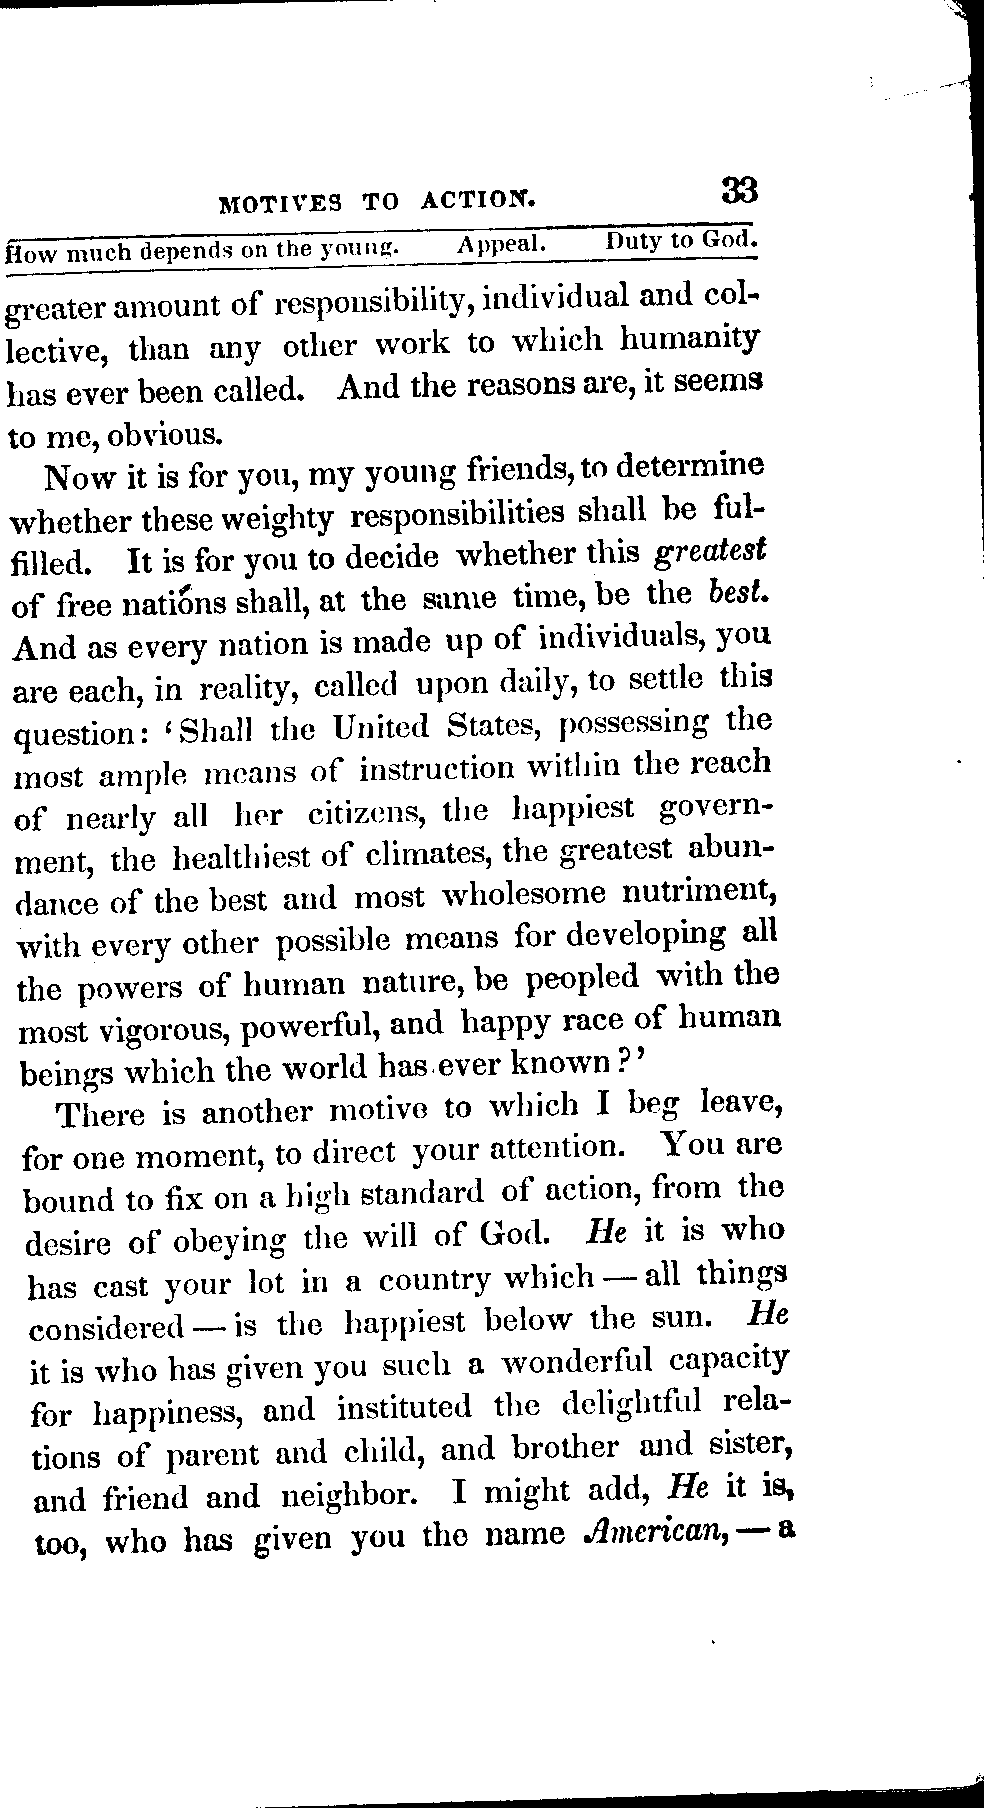 MOTIVES TO ACTION. 33
How much depends on the young. Appeal. Duty to God.
greater amount of responsibility, individual and col-
lective, than any other work to which humanity
has ever been called. And the reasons are, it seems
to me, obvious.
Now it is for you, my young friends, to determine
whether these weighty responsibilities shall be ful-
filled. It is for you to decide whether this greatest
of free nations shall, at the same time, be the best.
And as every nation is made up of individuals, you
are each, in reality, called upon daily, to settle this
question: ‘Shall the United States, possessing the
most ample means of instruction within the reach
of nearly all her citizens, the happiest govern-
ment, the healthiest of climates, the greatest abun-
dance of the best and most wholesome nutriment,
with every other possible means for developing all
the powers of human nature, be peopled with the
most vigorous, powerful, and happy race of human
beings which the world has ever known?’
There is another motive to which I beg leave,
for one moment, to direct your attention. You are
bound to fix on a high standard of action, from the
desire of obeying the will of God. He it is who
has cast your lot in a country which — all things
considered — is the happiest below the sun. He
it is who has given you such a wonderful capacity
for happiness, and instituted the delightful rela-
tions of parent and child, and brother and sister,
and friend and neighbor. I might add, He it is,
too, who has given you the name American, — a